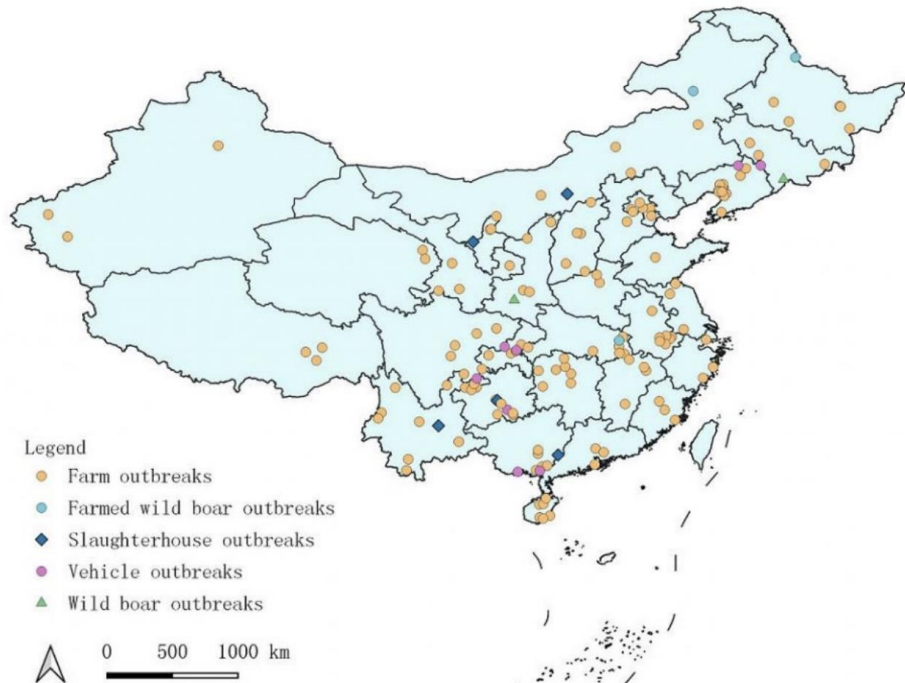 Legend
Farm outbreaks
Farmed wild boar outbreaks
Slaughterhouse outbreaks
Vehicle outbreaks
Wild boar outbreaks
0 500 1000 km